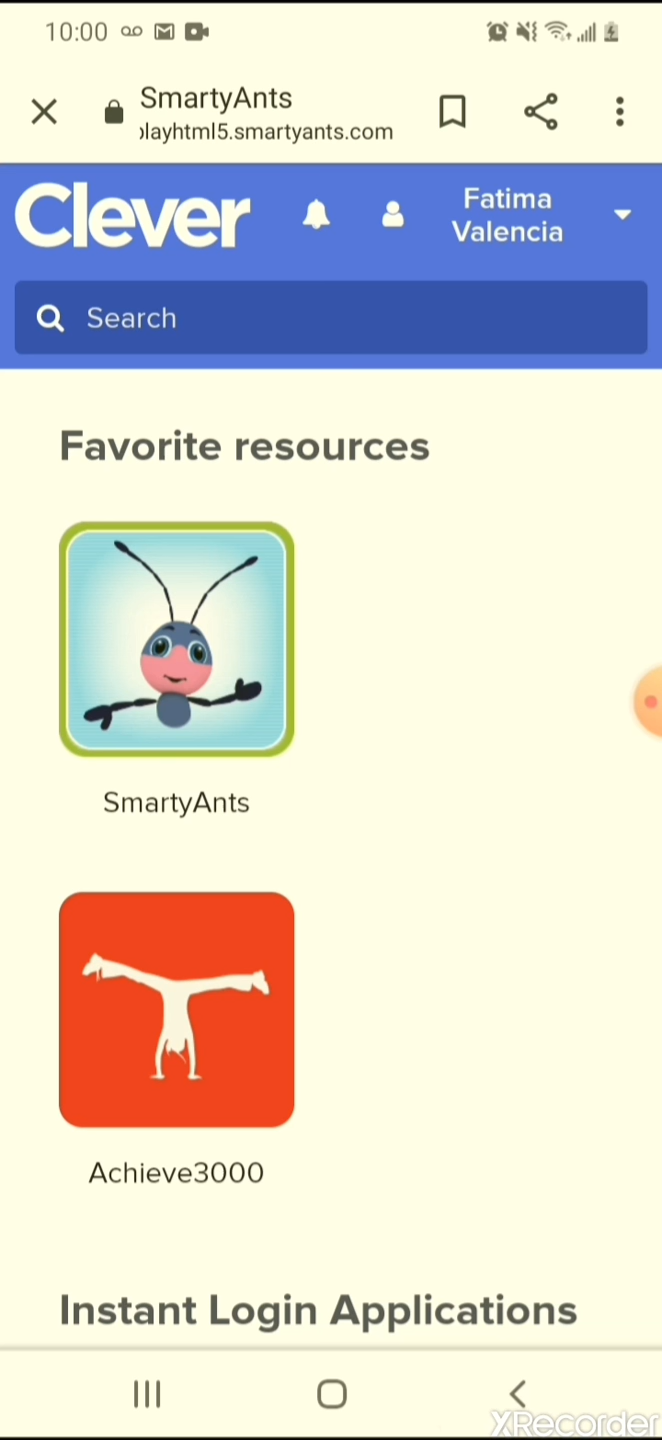 10:00
SmartyAnts
playhtml5.smartyants.com
Clever
Fatima
Valencia
Search
Favorite resources
SmartyAnts
Achieve3000
Instant Login Applications
XRecorder